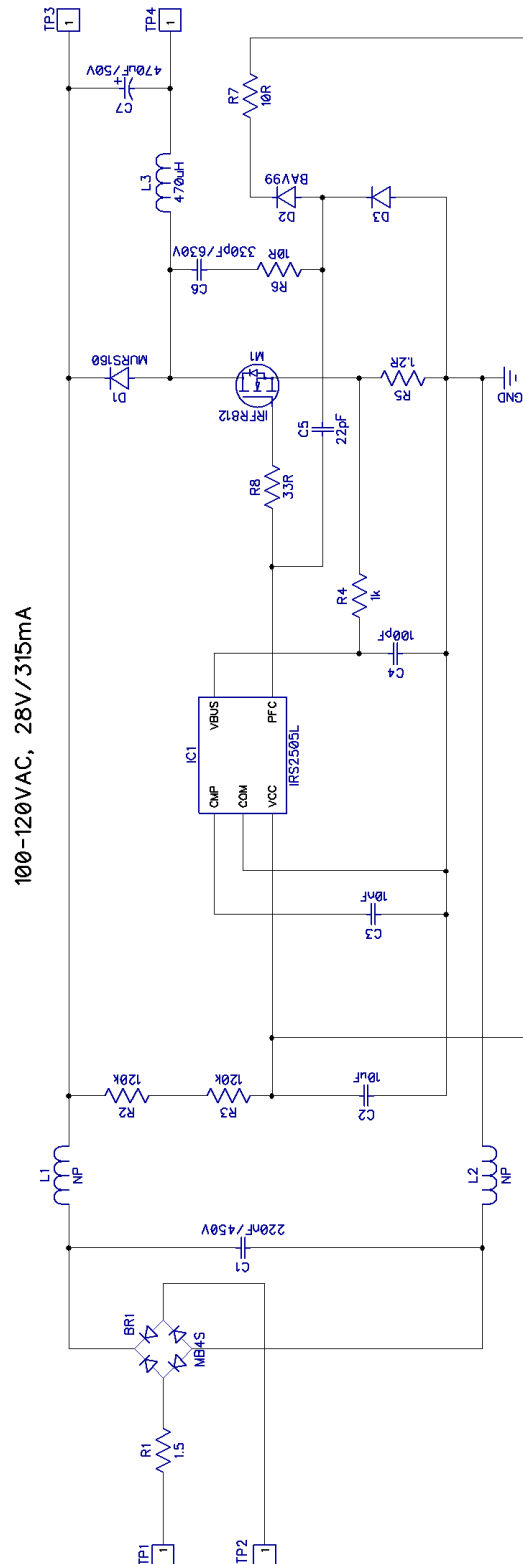 100-120VAC, 28V/315mA
TP1
1
TP2
1
R1
1.5
BR1
MB4S
C1
220nF/450V
L1
NP
L2
NP
R2
120k
R3
120k
C2
10uF
C3
10nF
IC1
CMP
COM
VCC
VBUS
PFC
IRS2505L
C4
100pF
R4
1k
R8
33R
C5
22pF
M1
IRFR812
D1
MURS160
R5
1.2R
GND
C6
330pF/630V
R6
10R
L3
470uH
D2
BAV99
D3
R7
10R
C7
+
470uF/50V
TP3
1
TP4
1